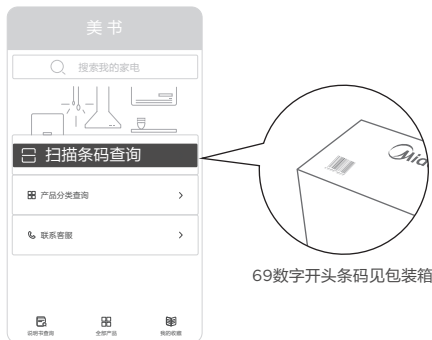 美书
搜索我的家电
扫描条码查询
产品分类查询
联系客服
说明书查询
全部产品
我的收藏
Midea
69数字开头条码见包装箱